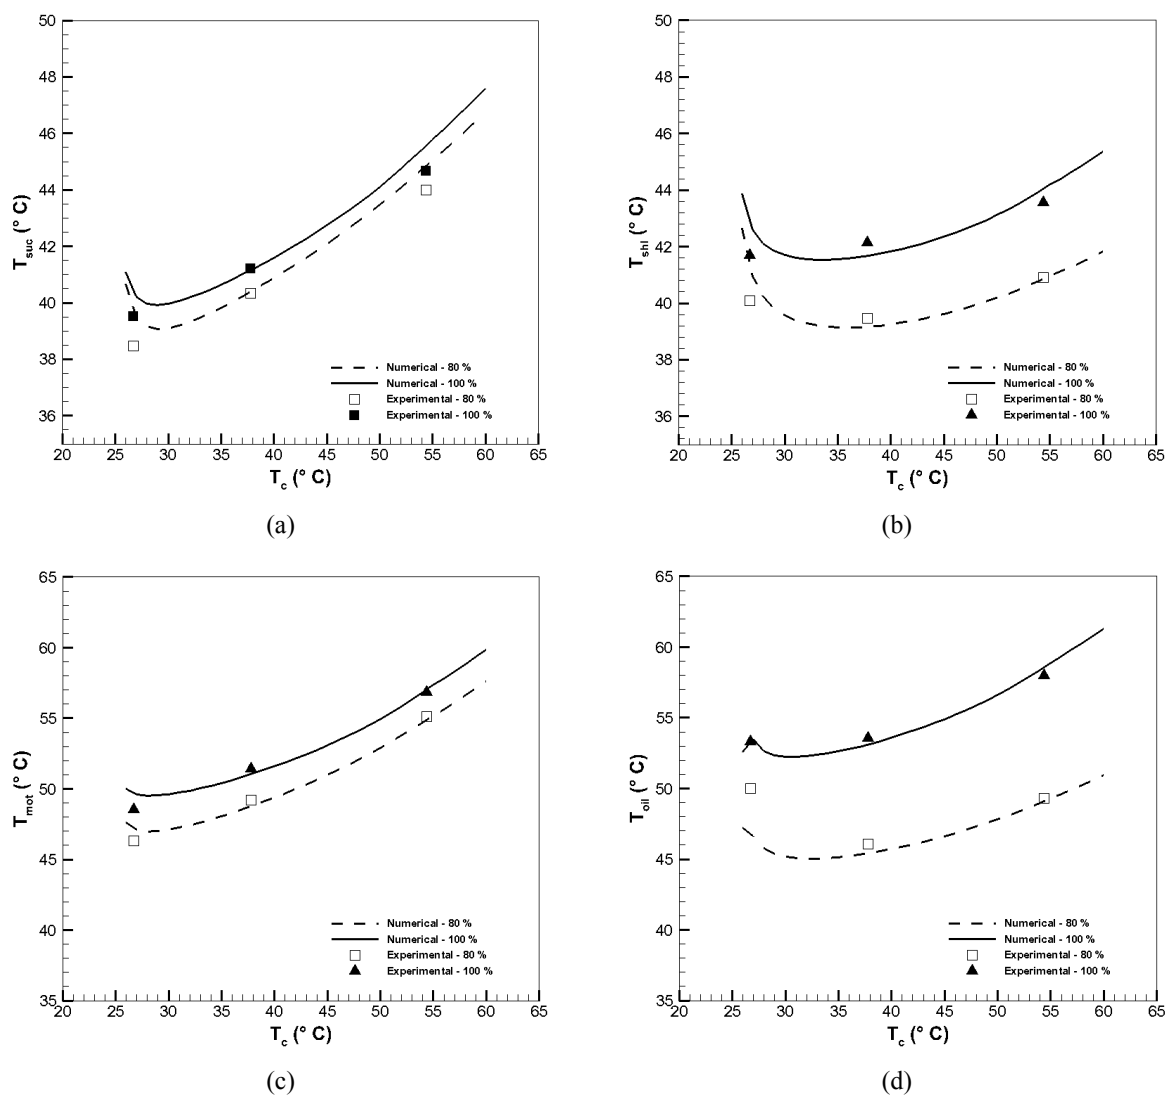 50
48
46
44
42
40
38
36
T_suc (° C)
Numerical - 80 %
Numerical - 100 %
Experimental - 80 %
Experimental - 100 %
20 25 30 35 40 45 50 55 60 65
T_c (° C)
(a)
50
48
46
44
42
40
38
36
T_shl (° C)
Numerical - 80 %
Numerical - 100 %
Experimental - 80 %
Experimental - 100 %
20 25 30 35 40 45 50 55 60 65
T_c (° C)
(b)
65
60
55
50
45
40
35
T_mot (° C)
Numerical - 80 %
Numerical - 100 %
Experimental - 80 %
Experimental - 100 %
20 25 30 35 40 45 50 55 60 65
T_c (° C)
(c)
65
60
55
50
45
40
35
T_oil (° C)
Numerical - 80 %
Numerical - 100 %
Experimental - 80 %
Experimental - 100 %
20 25 30 35 40 45 50 55 60 65
T_c (° C)
(d)